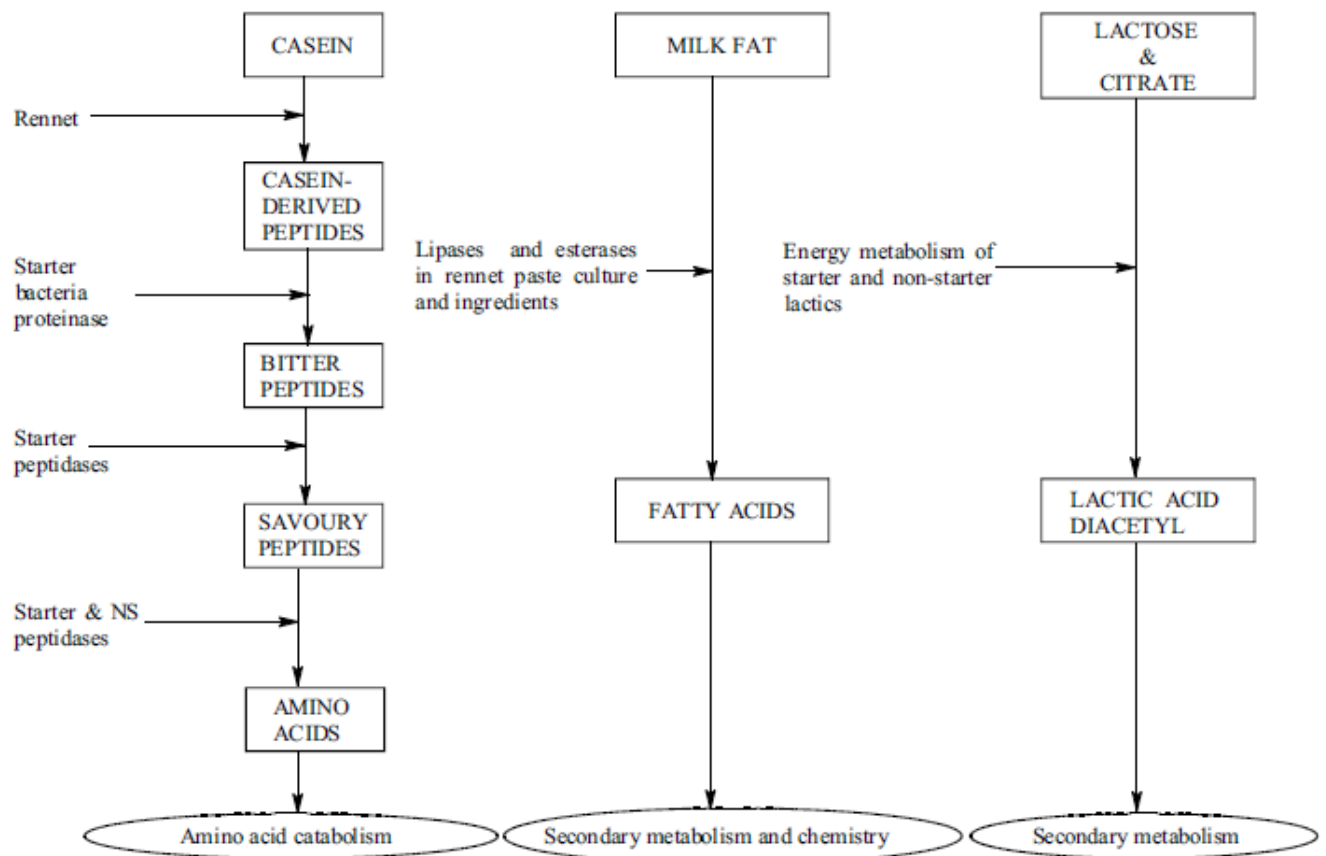 CASEIN
MILK FAT
LACTOSE
&
CITRATE
Rennet
CASEIN-
DERIVED
PEPTIDES
Lipases and esterases
in rennet paste culture
and ingredients
Energy metabolism of
starter and non-starter
lactics
Starter
bacteria
proteinase
BITTER
PEPTIDES
Starter
peptidases
SAVOURY
PEPTIDES
FATTY ACIDS
LACTIC ACID
DIACETYL
Starter & NS
peptidases
AMINO
ACIDS
Amino acid catabolism
Secondary metabolism and chemistry
Secondary metabolism